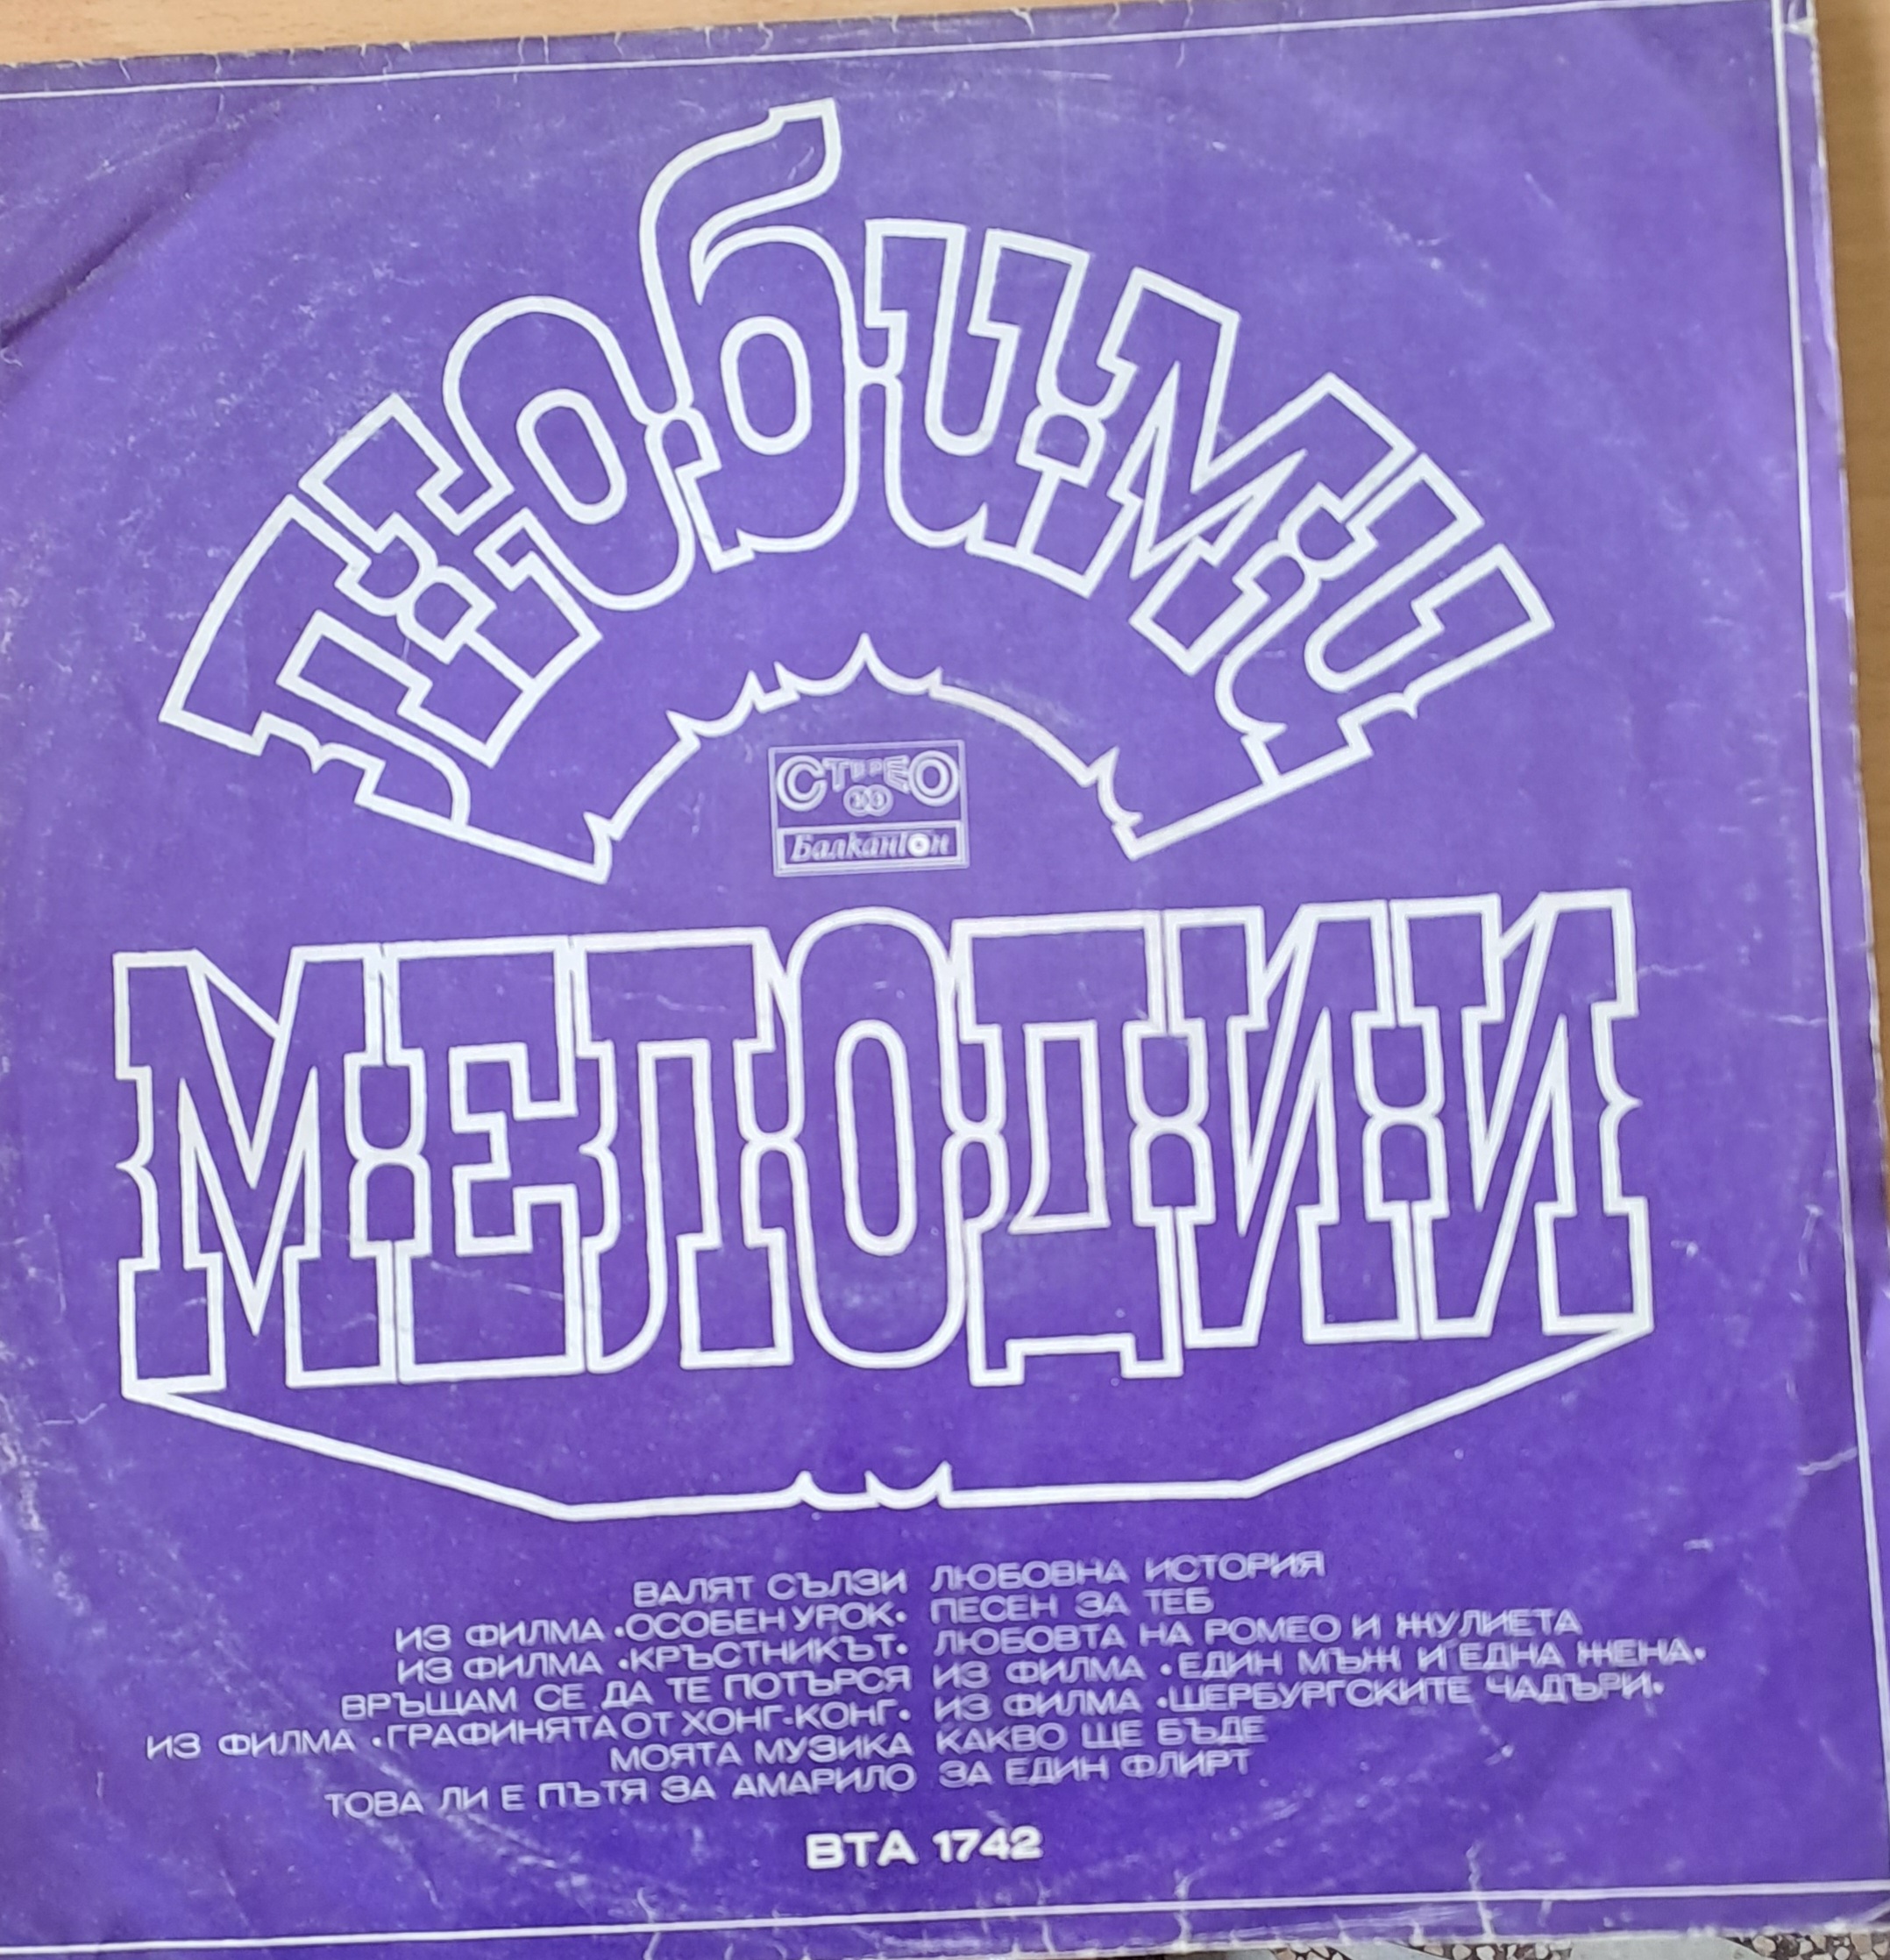 Любими
СТЕРЕО
33
Балкантон
МЕЛОДИИ
ВАЛЯТ СЪЛЗИ ЛЮБОВНА ИСТОРИЯ
ИЗ ФИЛМА •ОСОБЕН УРОК• ПЕСЕН ЗА ТЕБ
ИЗ ФИЛМА •КРЪСТНИКЪТ• ЛЮБОВТА НА РОМЕО И ЖУЛИЕТА
ВРЪЩАМ СЕ ДА ТЕ ПОТЪРСЯ ИЗ ФИЛМА •ЕДИН МЪЖ И ЕДНА ЖЕНА•
ИЗ ФИЛМА •ГРАФИНЯТА ОТ ХОНГ-КОНГ• ИЗ ФИЛМА •ШЕРБУРГСКИТЕ ЧАДЪРИ•
МОЯТА МУЗИКА КАКВО ЩЕ БЪДЕ
ТОВА ЛИ Е ПЪТЯ ЗА АМАРИЛО ЗА ЕДИН ФЛИРТ
ВТА 1742